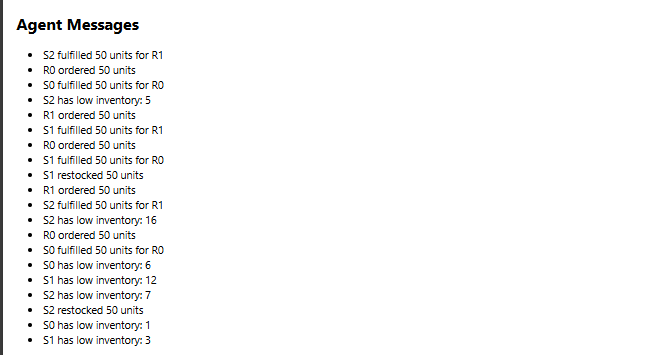 Agent Messages
S2 fulfilled 50 units for R1
R0 ordered 50 units
S0 fulfilled 50 units for R0
S2 has low inventory: 5
R1 ordered 50 units
S1 fulfilled 50 units for R1
R0 ordered 50 units
S1 fulfilled 50 units for R0
S1 restocked 50 units
R1 ordered 50 units
S2 fulfilled 50 units for R1
S2 has low inventory: 16
R0 ordered 50 units
S0 fulfilled 50 units for R0
S0 has low inventory: 6
S1 has low inventory: 12
S2 has low inventory: 7
S2 restocked 50 units
S0 has low inventory: 1
S1 has low inventory: 3